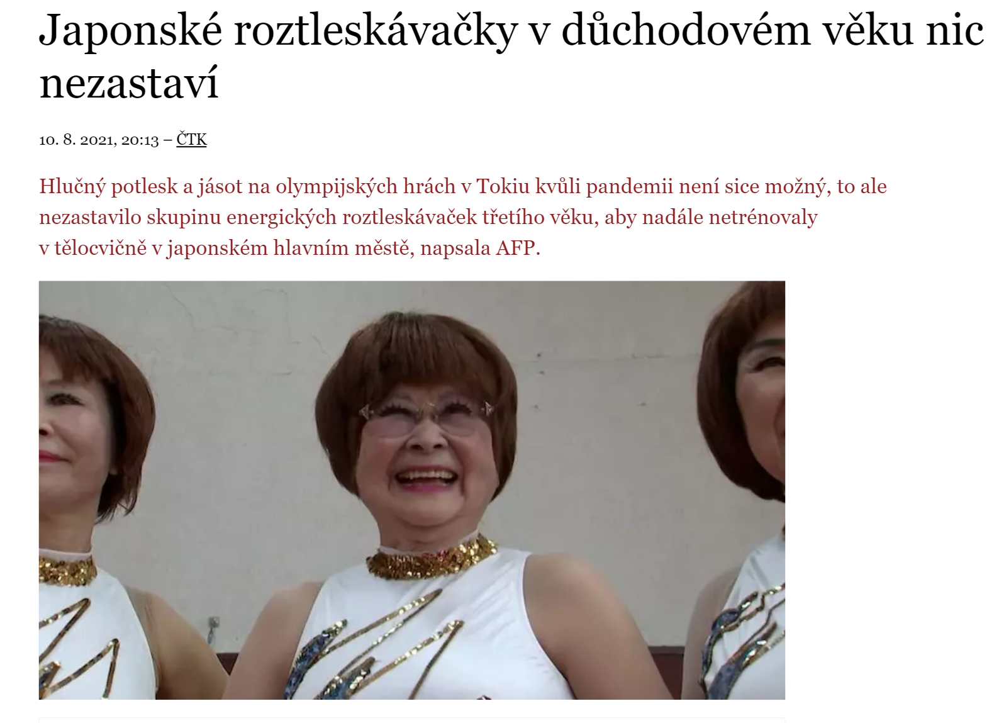 Japonské roztleskávačky v důchodovém věku nic
nezastaví
10. 8. 2021, 20:13 – ČTK
Hlučný potlesk a jásot na olympijských hrách v Tokiu kvůli pandemii není sice možný, to ale
nezastavilo skupinu energických roztleskávaček třetího věku, aby nadále netrénovaly
v tělocvičně v japonském hlavním městě, napsala AFP.